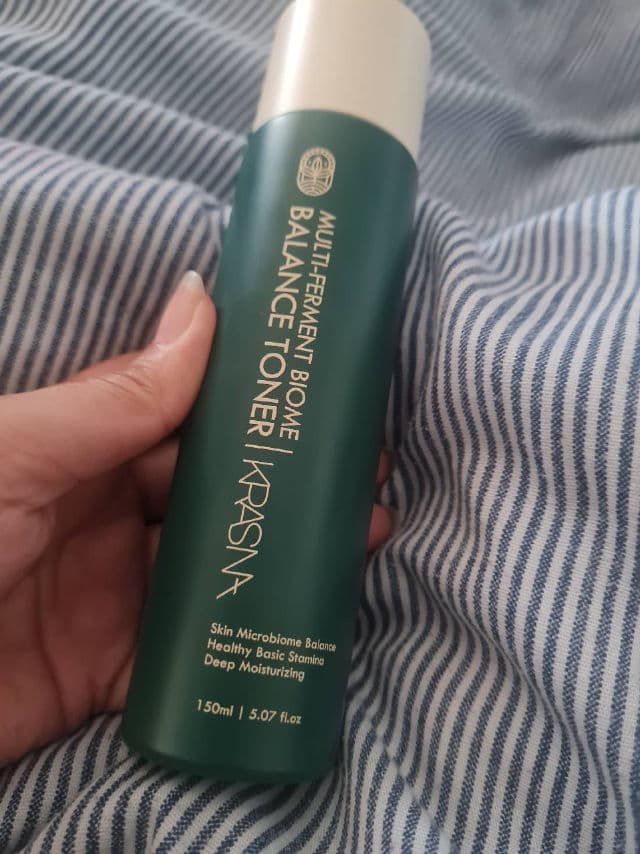 MULTI-FERMENT BIOME
BALANCE TONER | KRASNA
Skin Microbiome Balance
Healthy Basic Stamina
Deep Moisturizing
150ml | 5.07 fl.oz